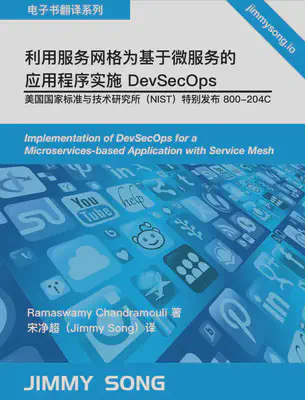 电子书翻译系列
jimmysong.io
利用服务网格为基于微服务的
应用程序实施 DevSecOps
美国国家标准与技术研究所（NIST）特别发布 800-204C
Implementation of DevSecOps for a
Microservices-based Application with Service Mesh
You
Tube
Ramaswamy Chandramouli 著
宋净超（Jimmy Song）译
JIMMY SONG